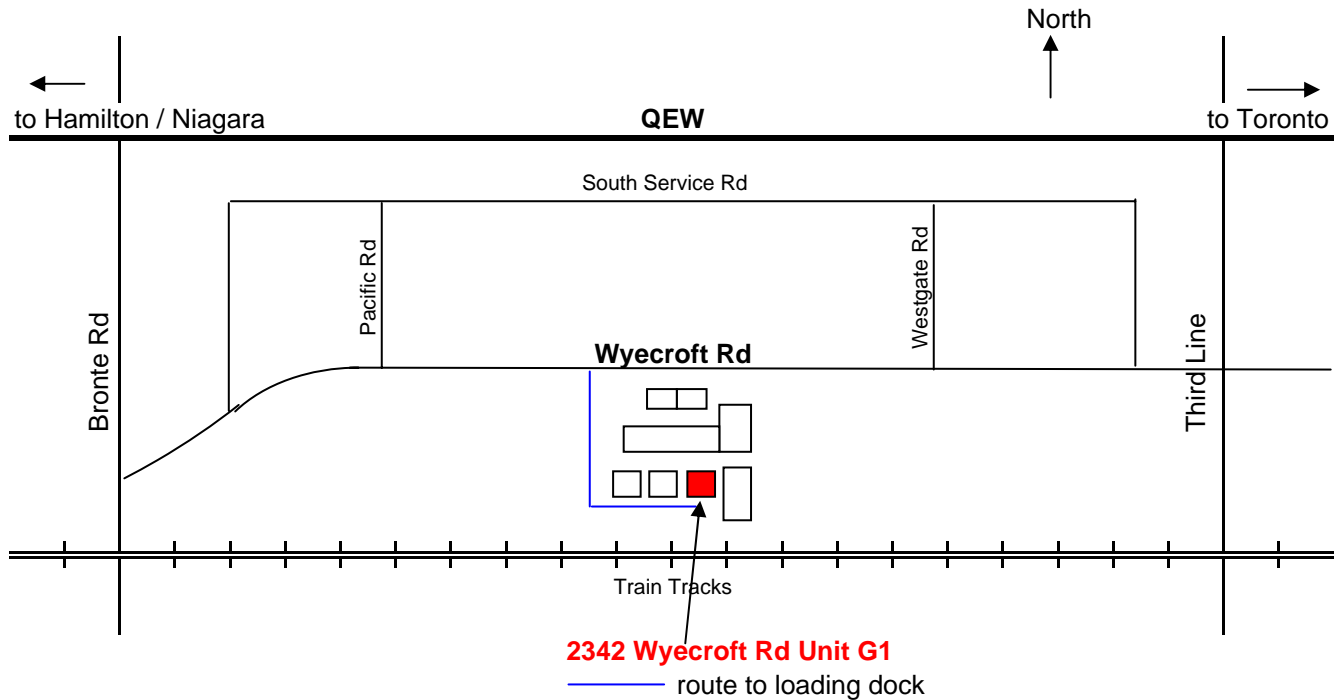 North
to Hamilton / Niagara
QEW
to Toronto
South Service Rd
Pacific Rd
Westgate Rd
Bronte Rd
Wyecroft Rd
Third Line
Train Tracks
2342 Wyecroft Rd Unit G1
route to loading dock